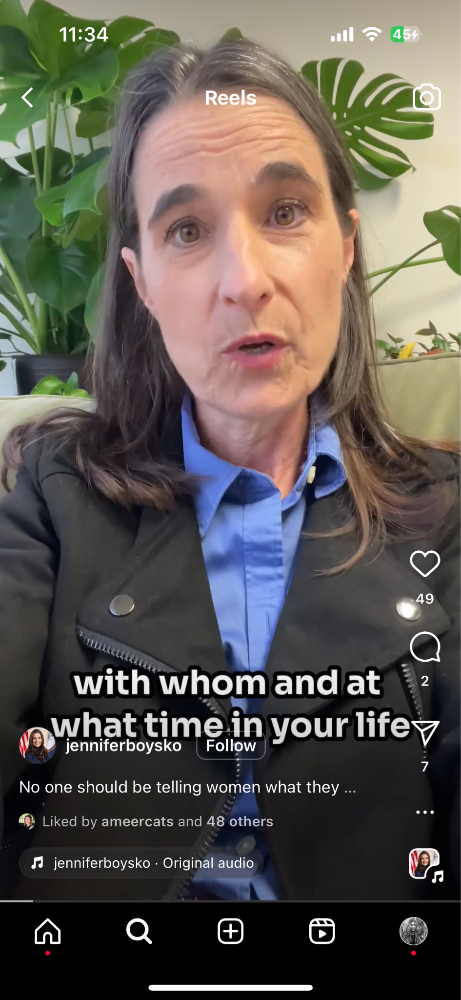 11:34
45
Reels
49
2
with whom and at
what time in your life
jenniferboysko
Follow
7
No one should be telling women what they ...
Liked by ameercats and 48 others
jenniferboysko · Original audio